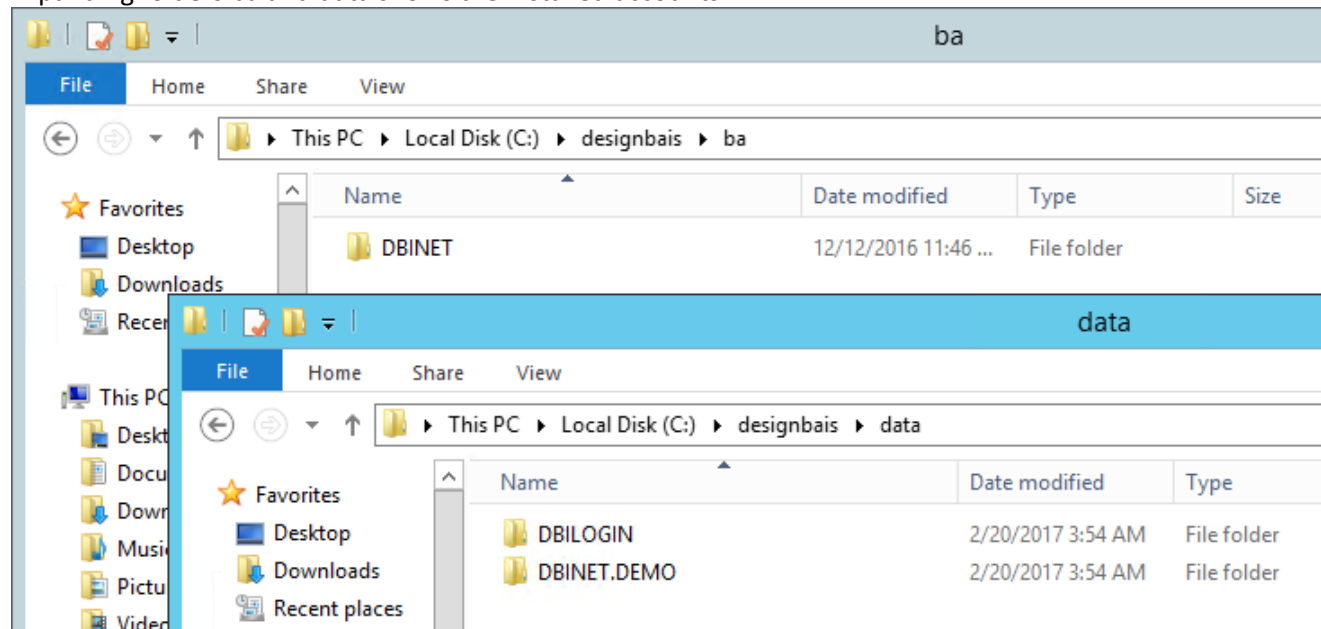 ba
File Home Share View
This PC Local Disk (C:) designbais ba
Favorites
Desktop
Downloads
Name Date modified Type Size
DBINET 12/12/2016 11:46 ... File folder
This PC
data
File Home Share View
This PC Local Disk (C:) designbais data
Favorites
Desktop
Downloads
Recent places
Name Date modified Type
DBILOGIN 2/20/2017 3:54 AM File folder
DBINET.DEMO 2/20/2017 3:54 AM File folder